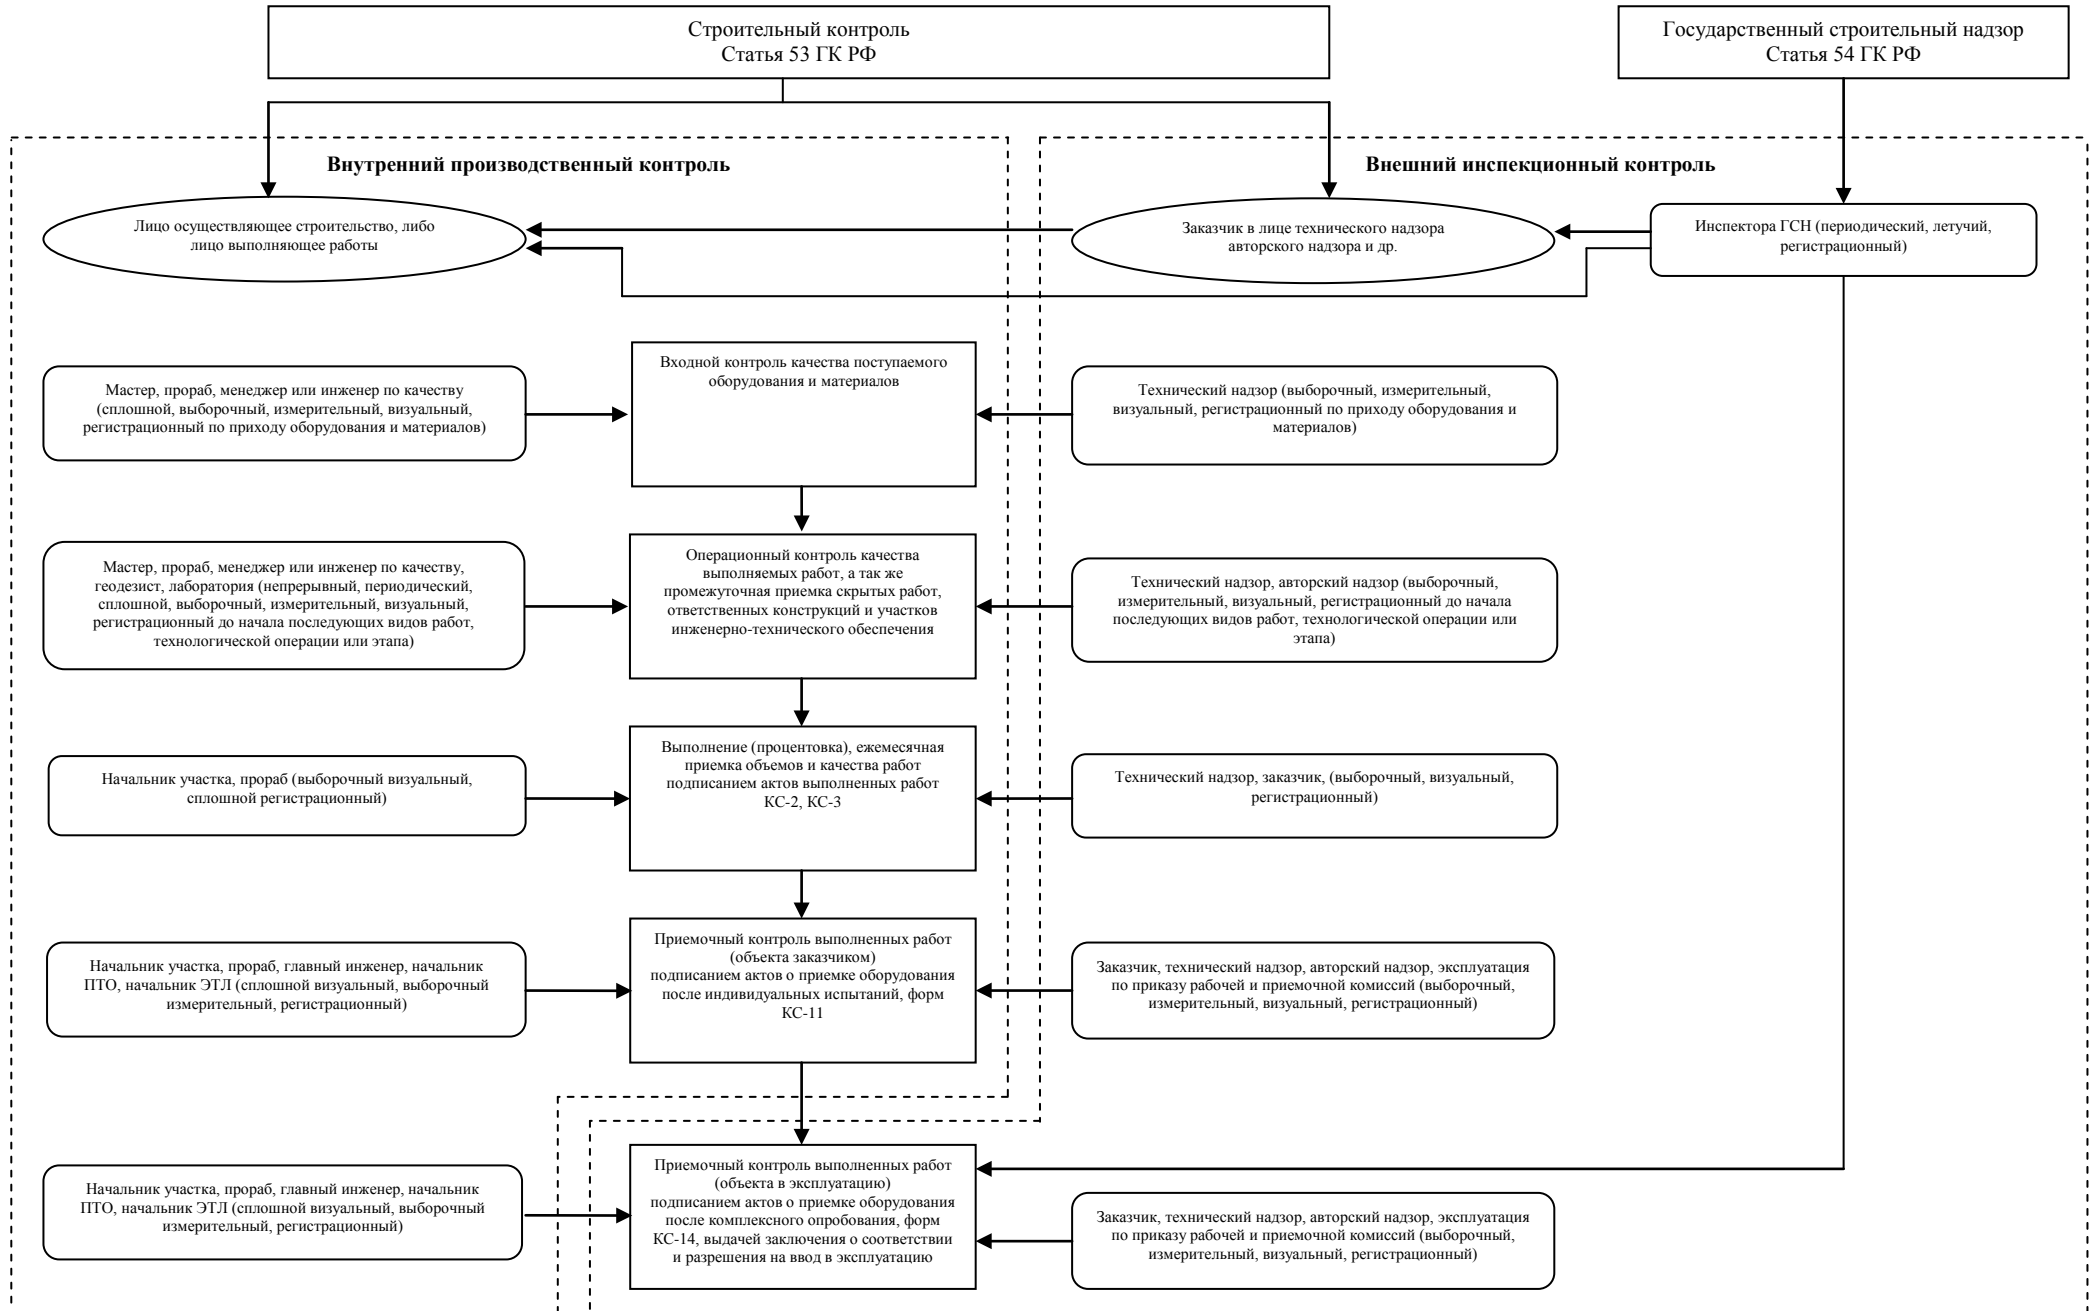 Строительный контроль
Статья 53 ГК РФ
Государственный строительный надзор
Статья 54 ГК РФ
Внутренний производственный контроль
Внешний инспекционный контроль
Лицо осуществляющее строительство, либо
лицо выполняющее работы
Заказчик в лице технического надзора
авторского надзора и др.
Инспектора ГСН (периодический, летучий,
регистрационный)
Мастер, прораб, менеджер или инженер по качеству
(сплошной, выборочный, измерительный, визуальный,
регистрационный по приходу оборудования и материалов)
Входной контроль качества поступаемого
оборудования и материалов
Технический надзор (выборочный, измерительный,
визуальный, регистрационный по приходу оборудования и
материалов)
Мастер, прораб, менеджер или инженер по качеству,
геодезист, лаборатория (непрерывный, периодический,
сплошной, выборочный, измерительный, визуальный,
регистрационный до начала последующих видов работ,
технологической операции или этапа)
Операционный контроль качества
выполняемых работ, а так же
промежуточная приемка скрытых работ,
ответственных конструкций и участков
инженерно-технического обеспечения
Технический надзор, авторский надзор (выборочный,
измерительный, визуальный, регистрационный до начала
последующих видов работ, технологической операции или
этапа)
Начальник участка, прораб (выборочный визуальный,
сплошной регистрационный)
Выполнение (процентовка), ежемесячная
приемка объемов и качества работ
подписанием актов выполненных работ
КС-2, КС-3
Технический надзор, заказчик, (выборочный, визуальный,
регистрационный)
Начальник участка, прораб, главный инженер, начальник
ПТО, начальник ЭТЛ (сплошной визуальный, выборочный
измерительный, регистрационный)
Приемочный контроль выполненных работ
(объекта заказчиком)
подписанием актов о приемке оборудования
после индивидуальных испытаний, форм
КС-11
Заказчик, технический надзор, авторский надзор, эксплуатация
по приказу рабочей и приемочной комиссий (выборочный,
измерительный, визуальный, регистрационный)
Начальник участка, прораб, главный инженер, начальник
ПТО, начальник ЭТЛ (сплошной визуальный, выборочный
измерительный, регистрационный)
Приемочный контроль выполненных работ
(объекта в эксплуатацию)
подписанием актов о приемке оборудования
после комплексного опробования, форм
КС-14, выдачей заключения о соответствии
и разрешения на ввод в эксплуатацию
Заказчик, технический надзор, авторский надзор, эксплуатация
по приказу рабочей и приемочной комиссий (выборочный,
измерительный, визуальный, регистрационный)